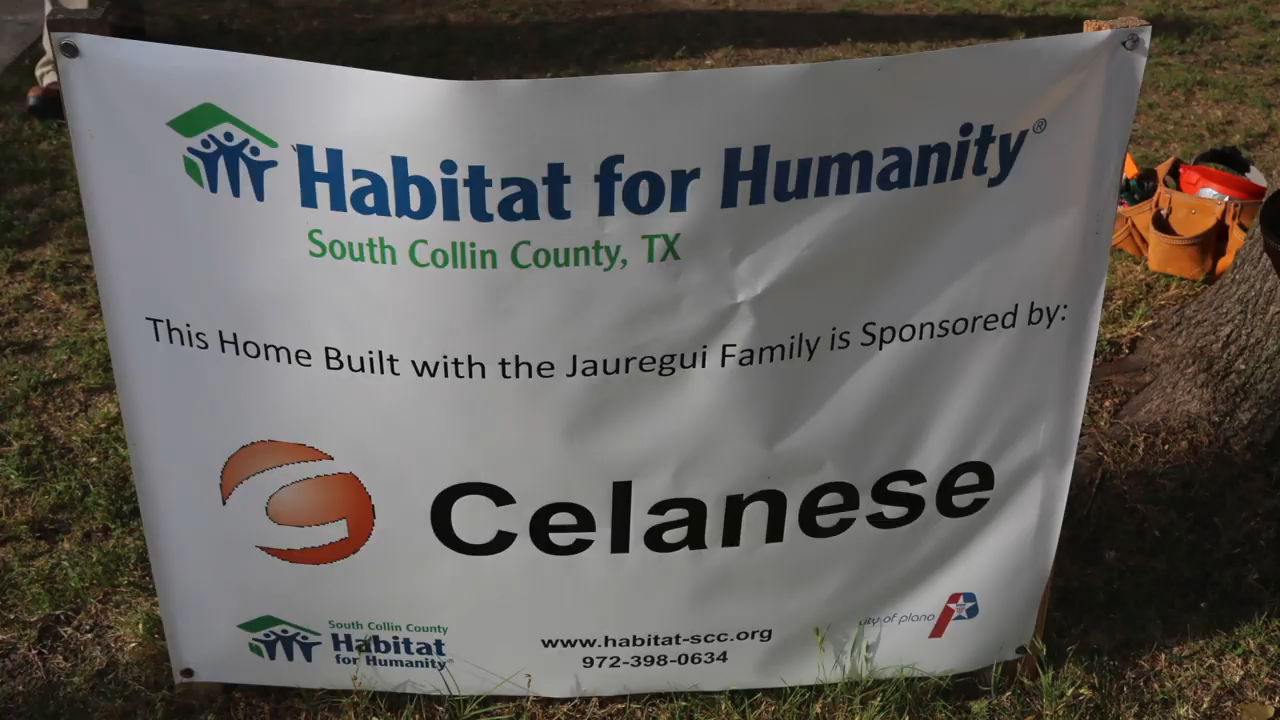 Habitat for Humanity®
South Collin County, TX
This Home Built with the Jauregui Family is Sponsored by:
Celanese
South Collin County
Habitat
for Humanity®
www.habitat-scc.org
972-398-0634
city of plano